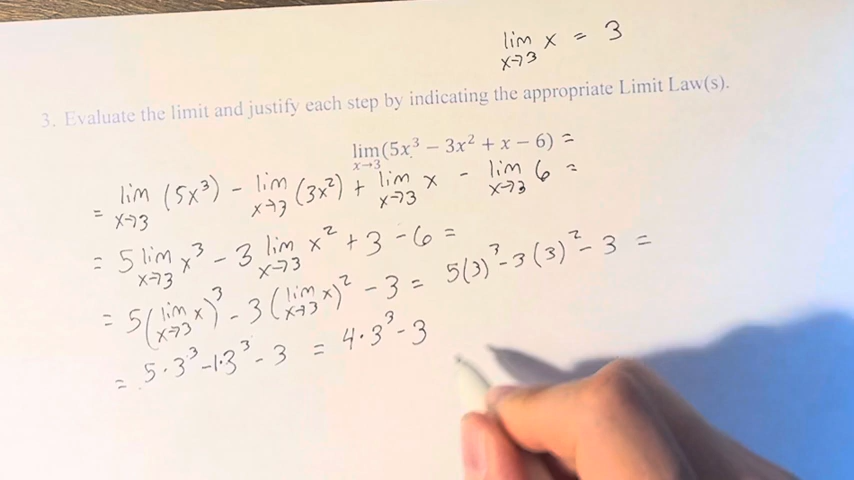 lim x→3 x = 3
3. Evaluate the limit and justify each step by indicating the appropriate Limit Law(s).
lim x→3 (5x³ − 3x² + x − 6) =
= lim x→3 (5x³) − lim x→3 (3x²) + lim x→3 x − lim x→3 6 =
= 5 lim x→3 x³ − 3 lim x→3 x² + 3 − 6 =
= 5(lim x→3 x)³ − 3(lim x→3 x)² − 3 = 5(3)³ − 3(3)² − 3 =
= 5·3³ − 1·3³ − 3 = 4·3³ − 3